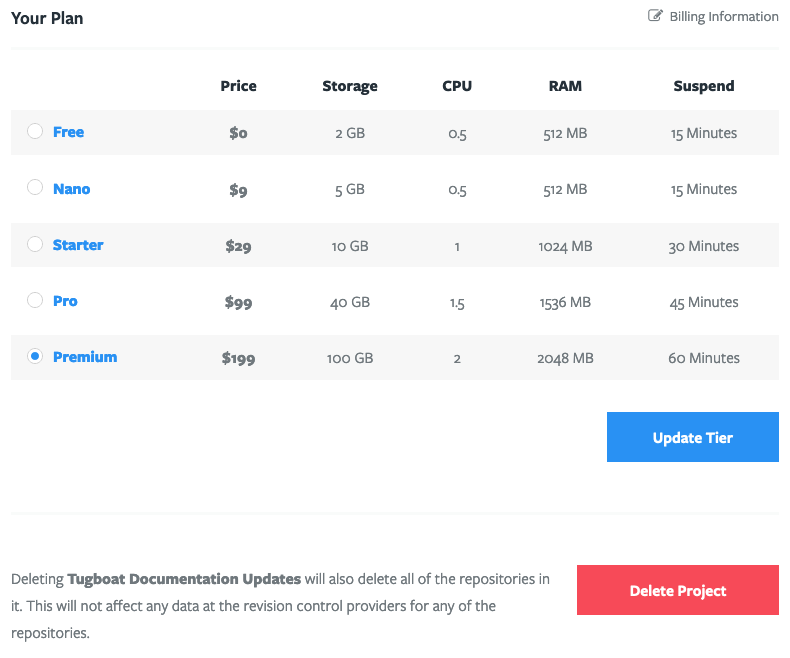 Your Plan Billing Information
Price Storage CPU RAM Suspend
Free $0 2 GB 0.5 512 MB 15 Minutes
Nano $9 5 GB 0.5 512 MB 15 Minutes
Starter $29 10 GB 1 1024 MB 30 Minutes
Pro $99 40 GB 1.5 1536 MB 45 Minutes
Premium $199 100 GB 2 2048 MB 60 Minutes
Update Tier
Deleting Tugboat Documentation Updates will also delete all of the repositories in
it. This will not affect any data at the revision control providers for any of the
repositories.
Delete Project